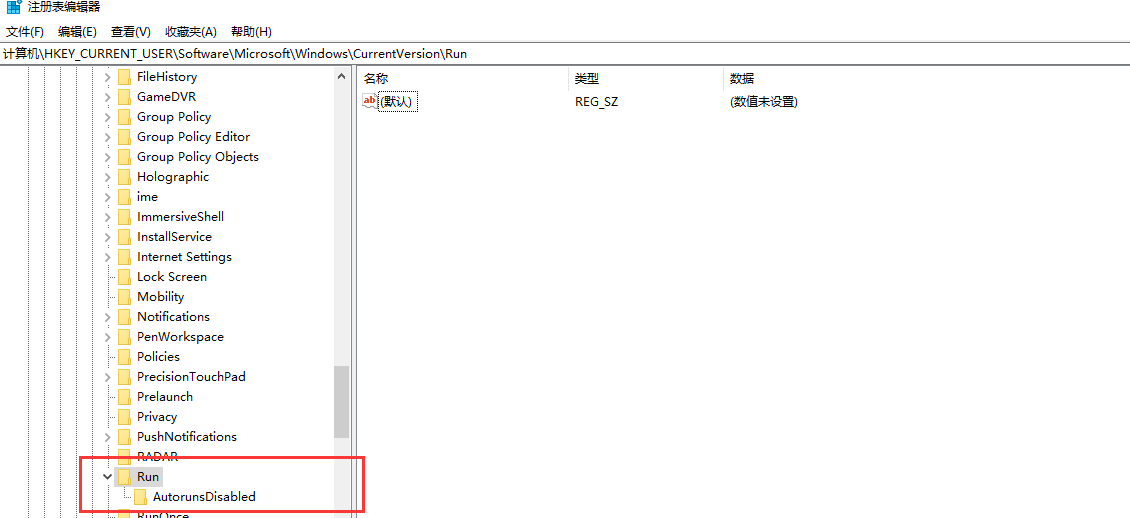 注册表编辑器
文件(F) 编辑(E) 查看(V) 收藏夹(A) 帮助(H)
计算机\HKEY_CURRENT_USER\Software\Microsoft\Windows\CurrentVersion\Run
FileHistory
GameDVR
Group Policy
Group Policy Editor
Group Policy Objects
Holographic
ime
ImmersiveShell
InstallService
Internet Settings
Lock Screen
Mobility
Notifications
PenWorkspace
Policies
PrecisionTouchPad
Prelaunch
Privacy
PushNotifications
RADAR
Run
AutorunsDisabled
RunOnce
名称 类型 数据
ab (默认) REG_SZ (数值未设置)